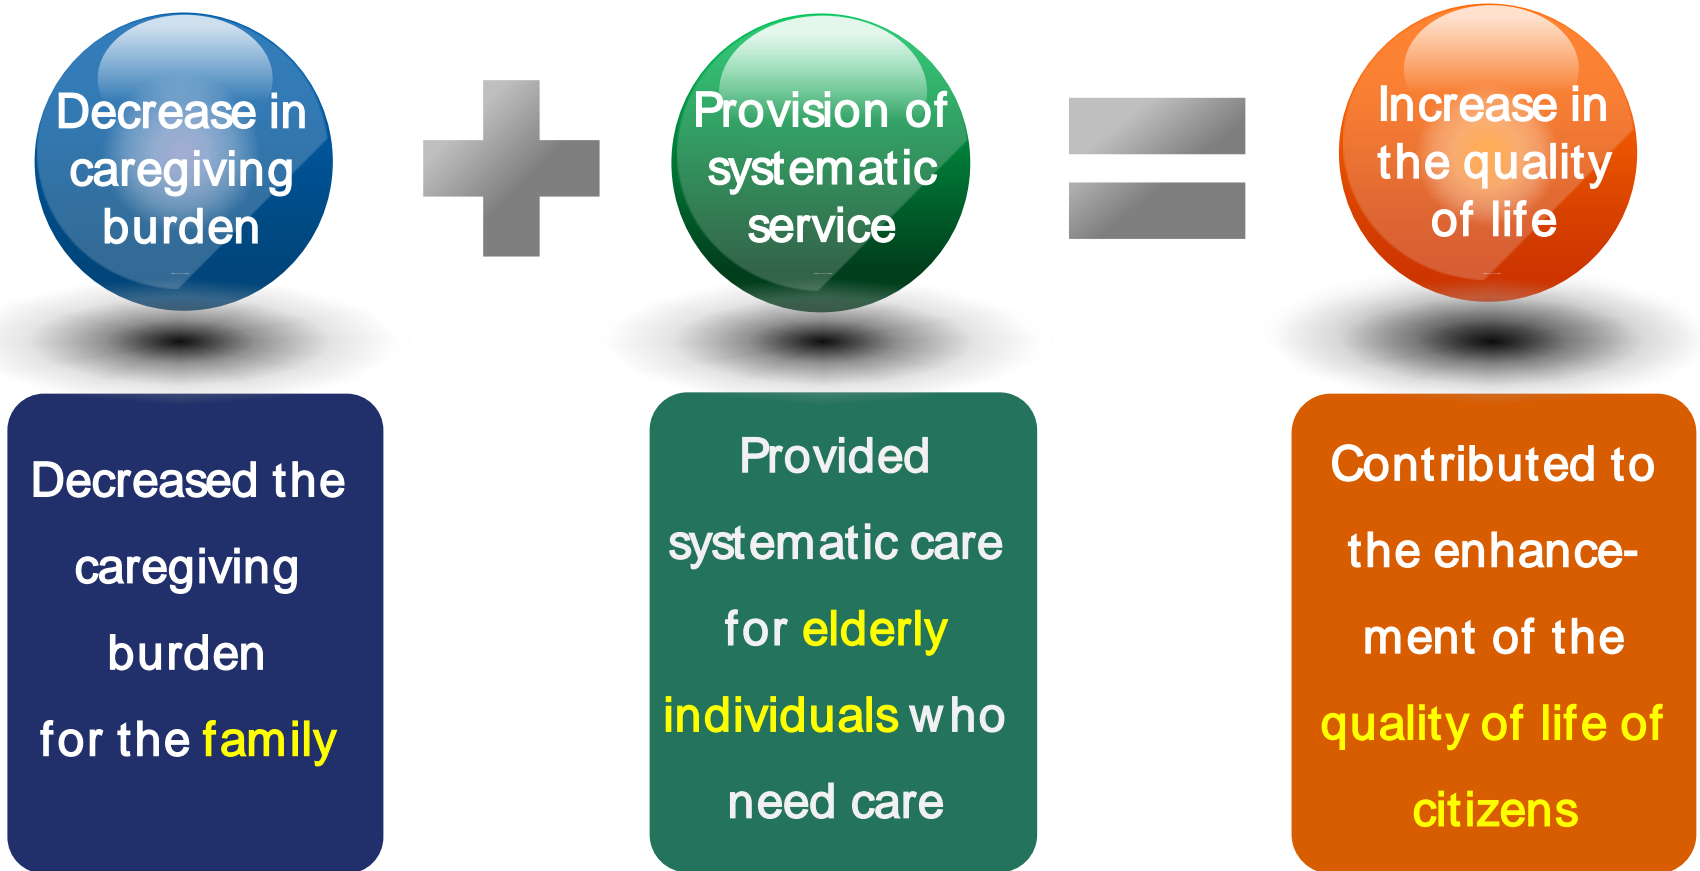 Decrease in
caregiving
burden
Provision of
systematic
service
Increase in
the quality
of life
Decreased the
caregiving
burden
for the family
Provided
systematic care
for elderly
individuals who
need care
Contributed to
the enhance-
ment of the
quality of life of
citizens